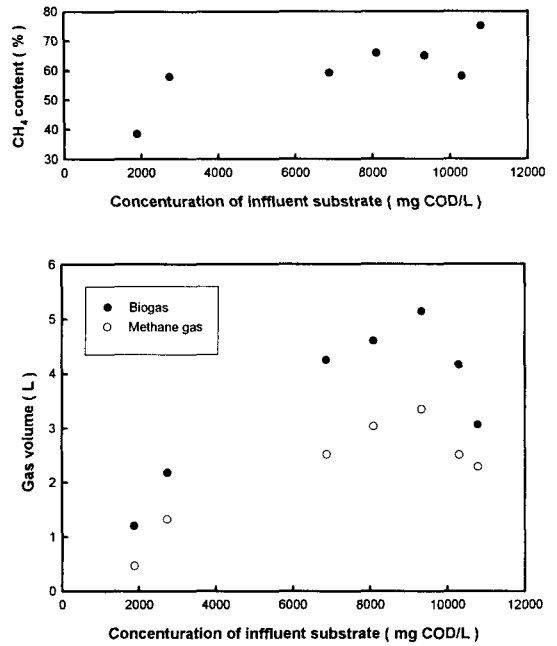 80
70
60
50
40
30
CH4 content ( % )
0 2000 4000 6000 8000 10000 12000
Concenturation of inffluent substrate ( mg COD/L )
6
5
4
3
2
1
0
Gas volume ( L )
Biogas
Methane gas
0 2000 4000 6000 8000 10000 12000
Concenturation of inffluent substrate ( mg COD/L )